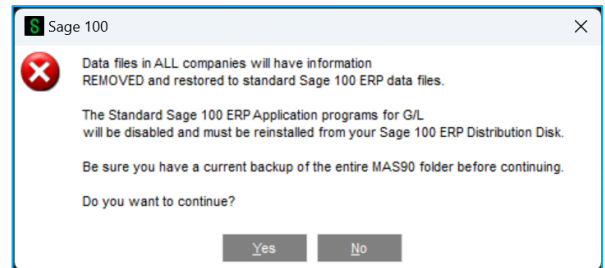 Sage 100
Data files in ALL companies will have information
REMOVED and restored to standard Sage 100 ERP data files.
The Standard Sage 100 ERP Application programs for G/L
will be disabled and must be reinstalled from your Sage 100 ERP Distribution Disk.
Be sure you have a current backup of the entire MAS90 folder before continuing.
Do you want to continue?
Yes No